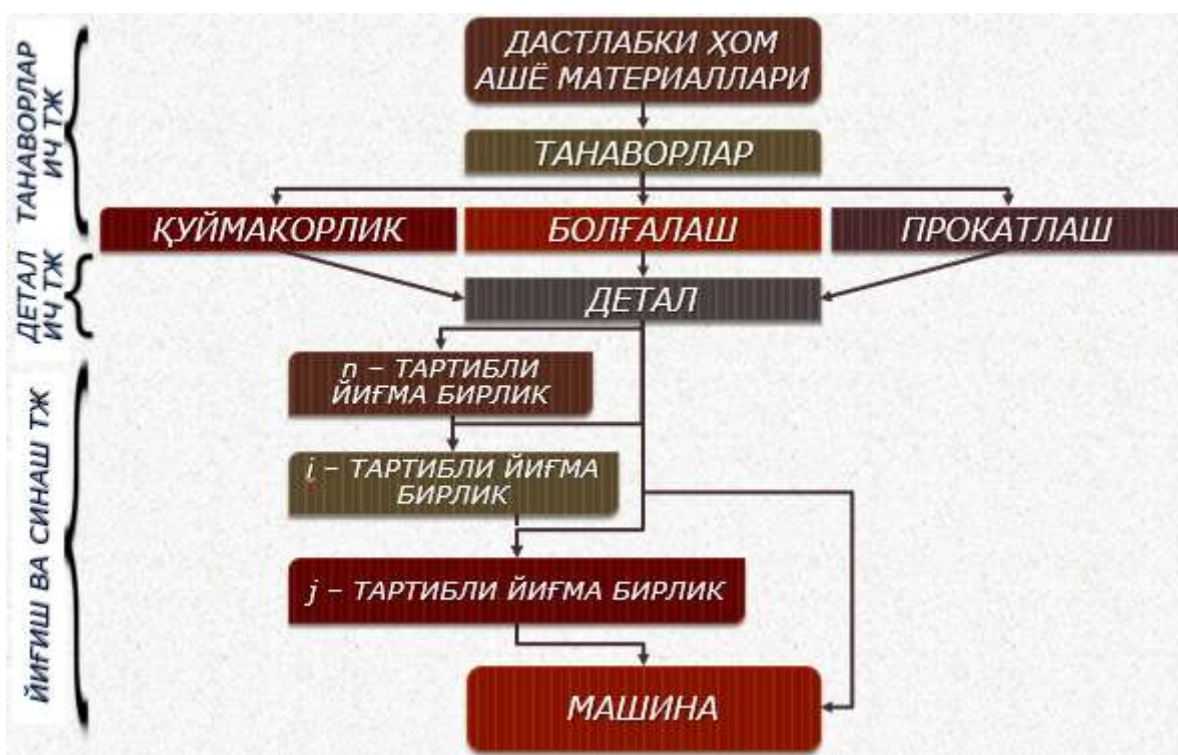 ДАСТЛАБКИ ҲОМ
АШЁ МАТЕРИАЛЛАРИ
ТАНАВОРЛАР
ИЧ ТЖ
ТАНАВОРЛАР
ҚУЙМАКОРЛИК
БОЛҒАЛАШ
ПРОКАТЛАШ
ДЕТАЛ
ИЧ ТЖ
ДЕТАЛ
n – ТАРТИБЛИ
ЙИҒМА БИРЛИК
i – ТАРТИБЛИ ЙИҒМА
БИРЛИК
ЙИҒИШ ВА СИНАШ ТЖ
j – ТАРТИБЛИ ЙИҒМА БИРЛИК
МАШИНА